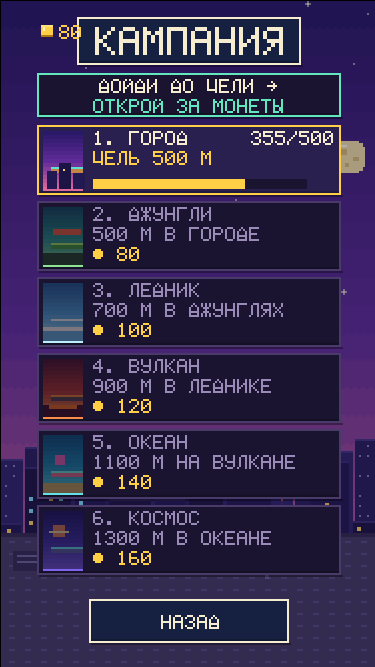 80
КАМПАНИЯ
ДОЙДИ ДО ЦЕЛИ →
ОТКРОЙ ЗА МОНЕТЫ
1. ГОРОД 355/500
ЦЕЛЬ 500 М
2. ДЖУНГЛИ
500 М В ГОРОДЕ
80
3. ЛЕДНИК
700 М В ДЖУНГЛЯХ
100
4. ВУЛКАН
900 М В ЛЕДНИКЕ
120
5. ОКЕАН
1100 М НА ВУЛКАНЕ
140
6. КОСМОС
1300 М В ОКЕАНЕ
160
НАЗАД